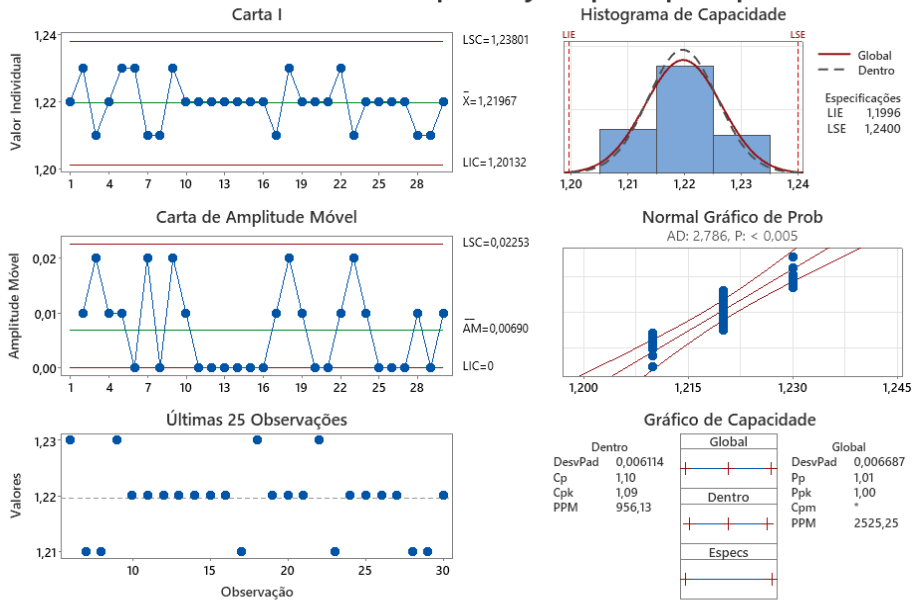 Carta I
Valor Individual
1,24
1,22
1,20
1
4
7
10
13
16
19
22
25
28
LSC=1,23801
X=1,21967
LIC=1,20132
Histograma de Capacidade
LIE
LSE
1,20
1,21
1,22
1,23
1,24
Global
Dentro
Especificações
LIE 1,1996
LSE 1,2400
Carta de Amplitude Móvel
Amplitude Móvel
0,02
0,01
0,00
1
4
7
10
13
16
19
22
25
28
LSC=0,02253
AM=0,00690
LIC=0
Normal Gráfico de Prob
AD: 2,786, P: < 0,005
1,200
1,215
1,230
1,245
Últimas 25 Observações
Valores
1,23
1,22
1,21
10
15
20
25
30
Observação
Gráfico de Capacidade
Dentro
DesvPad 0,006114
Cp 1,10
Cpk 1,09
PPM 956,13
Global
Dentro
Especs
Global
DesvPad 0,006687
Pp 1,01
Ppk 1,00
Cpm *
PPM 2525,25